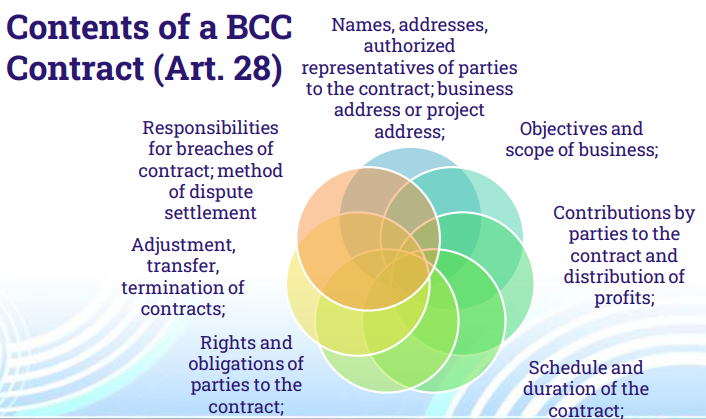 Contents of a BCC
Contract (Art. 28)
Names, addresses,
authorized
representatives of parties
to the contract; business
address or project
address;
Objectives and
scope of business;
Contributions by
parties to the
contract and
distribution of
profits;
Schedule and
duration of the
contract;
Rights and
obligations of
parties to the
contract;
Adjustment,
transfer,
termination of
contracts;
Responsibilities
for breaches of
contract; method
of dispute
settlement